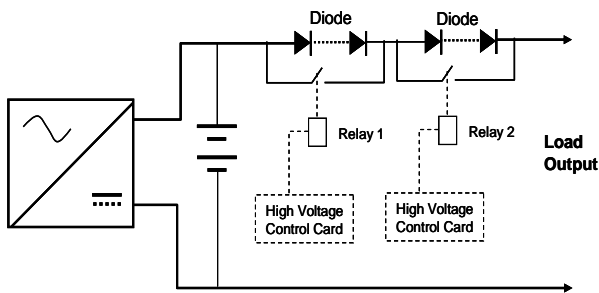 Diode
Diode
Relay 1
Relay 2
Load
Output
High Voltage
Control Card
High Voltage
Control Card